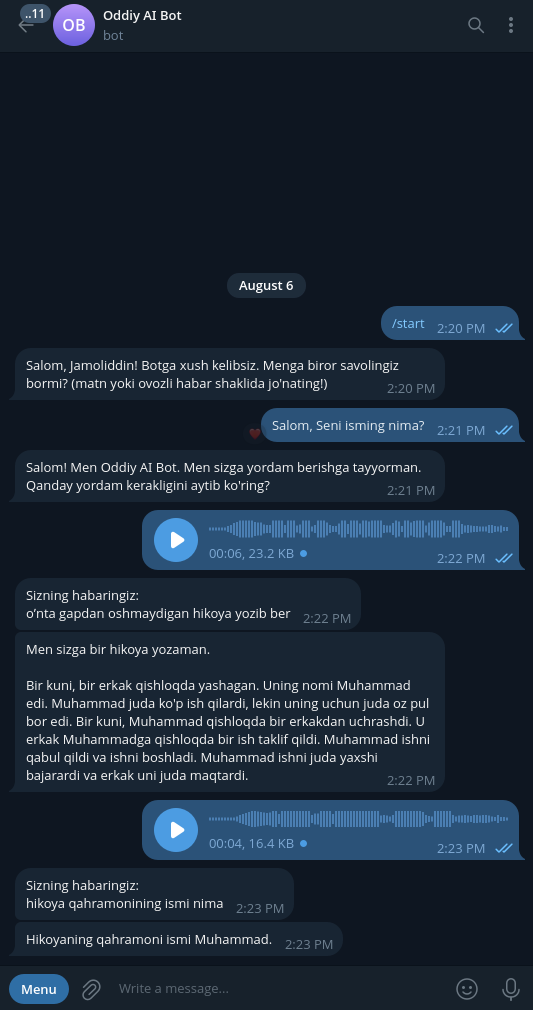 ..11
OB
Oddiy AI Bot
bot
August 6
/start 2:20 PM
Salom, Jamoliddin! Botga xush kelibsiz. Menga biror savolingiz
bormi? (matn yoki ovozli habar shaklida jo'nating!) 2:20 PM
Salom, Seni isming nima? 2:21 PM
Salom! Men Oddiy AI Bot. Men sizga yordam berishga tayyorman.
Qanday yordam kerakligini aytib ko'ring? 2:21 PM
00:06, 23.2 KB 2:22 PM
Sizning habaringiz:
o'nta gapdan oshmaydigan hikoya yozib ber 2:22 PM
Men sizga bir hikoya yozaman.
Bir kuni, bir erkak qishloqda yashagan. Uning nomi Muhammad
edi. Muhammad juda ko'p ish qilardi, lekin uning uchun juda oz pul
bor edi. Bir kuni, Muhammad qishloqda bir erkakdan uchrashdi. U
erkak Muhammadga qishloqda bir ish taklif qildi. Muhammad ishni
qabul qildi va ishni boshladi. Muhammad ishni juda yaxshi
bajarardi va erkak uni juda maqtardi. 2:22 PM
00:04, 16.4 KB 2:23 PM
Sizning habaringiz:
hikoya qahramonining ismi nima 2:23 PM
Hikoyaning qahramoni ismi Muhammad. 2:23 PM
Menu
Write a message...